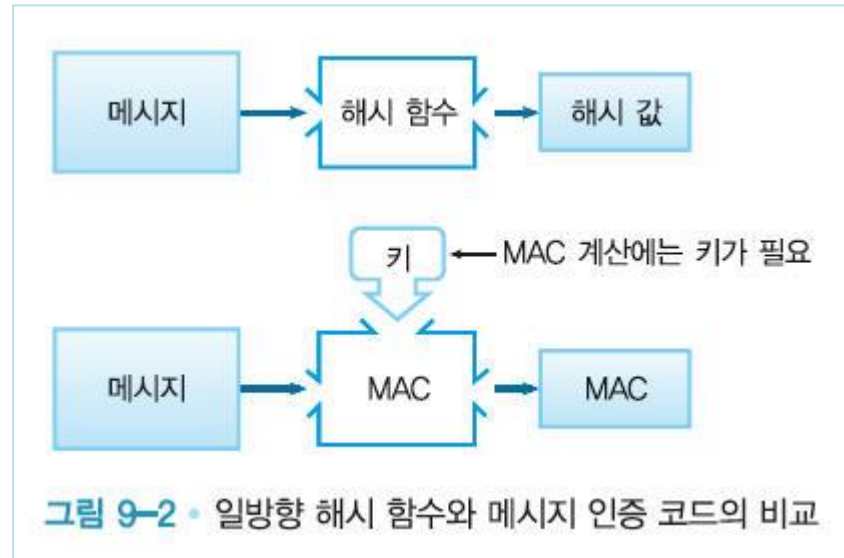 메시지
해시 함수
해시 값
키
MAC 계산에는 키가 필요
메시지
MAC
MAC
그림 9-2 • 일방향 해시 함수와 메시지 인증 코드의 비교